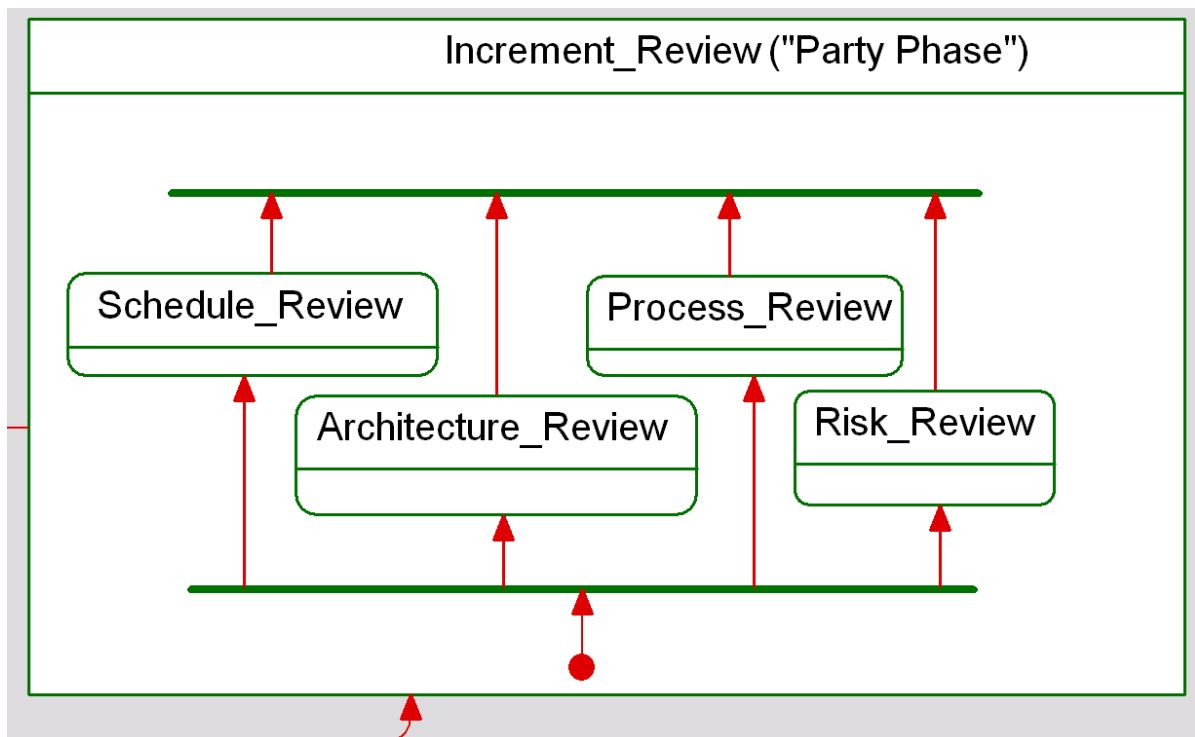 Increment_Review ("Party Phase")
Schedule_Review
Process_Review
Architecture_Review
Risk_Review